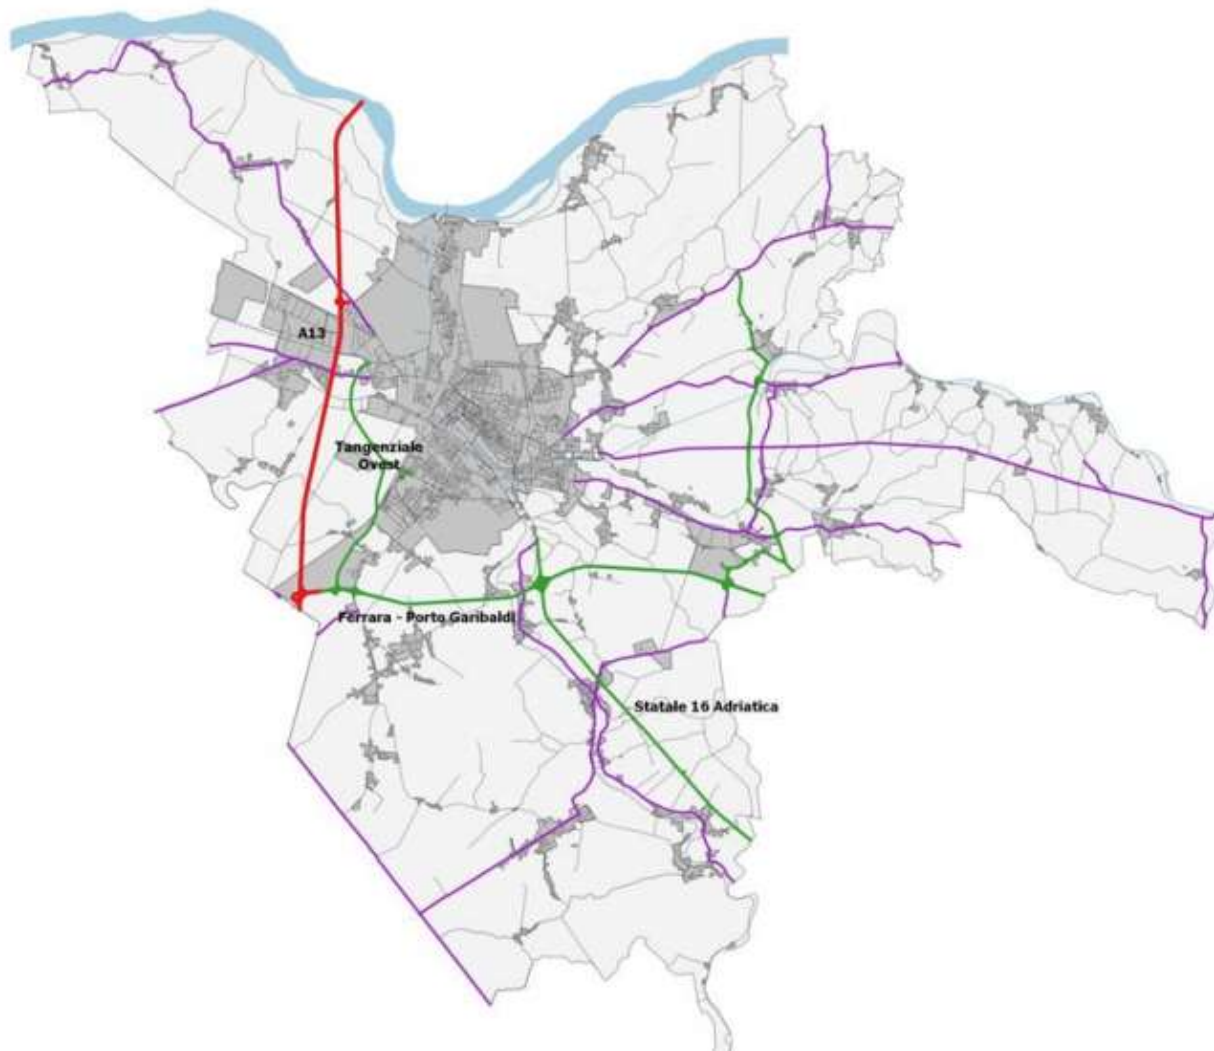 A13
Tangenziale
Ovest
Ferrara - Porto Garibaldi
Statale 16 Adriatica